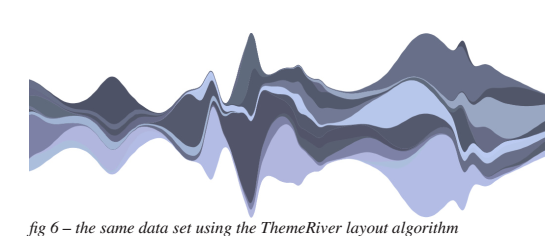 fig 6 – the same data set using the ThemeRiver layout algorithm